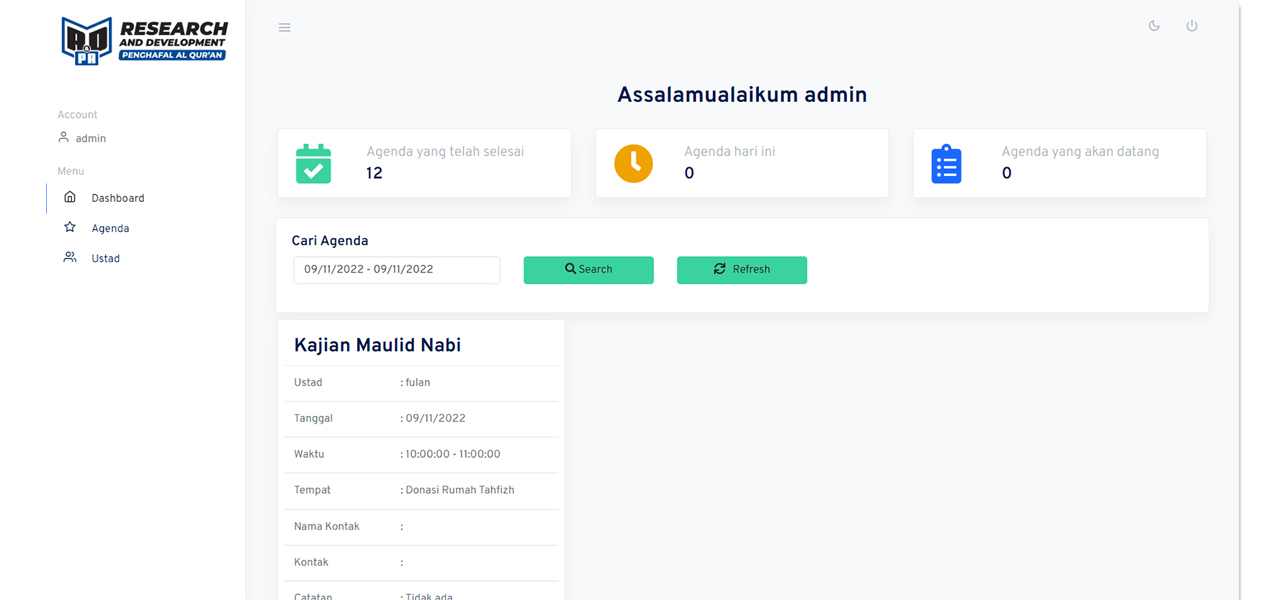 RESEARCH
AND DEVELOPMENT
PENGHAFAL AL QUR'AN
PA
Account
admin
Menu
Dashboard
Agenda
Ustad
Assalamualaikum admin
Agenda yang telah selesai
12
Agenda hari ini
0
Agenda yang akan datang
0
Cari Agenda
09/11/2022 - 09/11/2022
Search
Refresh
Kajian Maulid Nabi
Ustad : fulan
Tanggal : 09/11/2022
Waktu : 10:00:00 - 11:00:00
Tempat : Donasi Rumah Tahfizh
Nama Kontak :
Kontak :
Catatan : Tidak ada